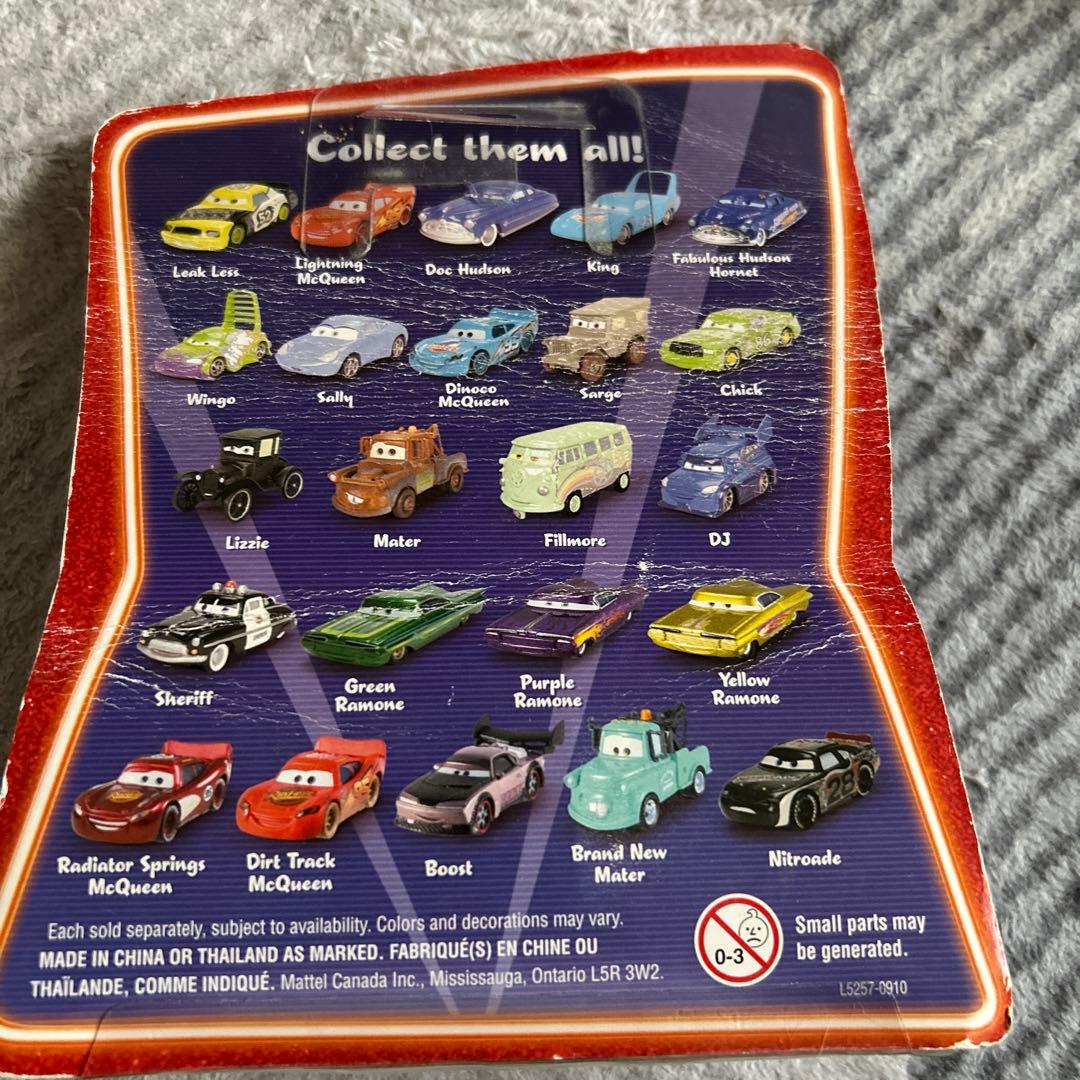 Collect them all!
52
Leak Less
Lightning
McQueen
Doc Hudson
King
Fabulous Hudson
Hornet
Wingo
Sally
Dinoco
McQueen
Sarge
86
Chick
Lizzie
Mater
Fillmore
DJ
Sheriff
Green
Ramone
Purple
Ramone
Yellow
Ramone
Radiator Springs
McQueen
Dirt Track
McQueen
Boost
Brand New
Mater
28
Nitroade
Each sold separately, subject to availability. Colors and decorations may vary.
MADE IN CHINA OR THAILAND AS MARKED. FABRIQUÉ(S) EN CHINE OU
THAÏLANDE, COMME INDIQUÉ. Mattel Canada Inc., Mississauga, Ontario L5R 3W2.
0-3
Small parts may
be generated.
L5257-0910